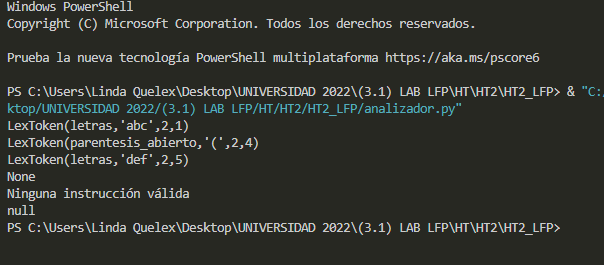 Windows PowerShell
Copyright (C) Microsoft Corporation. Todos los derechos reservados.
Prueba la nueva tecnología PowerShell multiplataforma https://aka.ms/pscore6
PS C:\Users\Linda Quelex\Desktop\UNIVERSIDAD 2022\(3.1) LAB LFP\HT\HT2\HT2_LFP> & "C:/
ktop/UNIVERSIDAD 2022/(3.1) LAB LFP/HT/HT2/HT2_LFP/analizador.py"
LexToken(letras,'abc',2,1)
LexToken(parentesis_abierto,'(',2,4)
LexToken(letras,'def',2,5)
None
Ninguna instrucción válida
null
PS C:\Users\Linda Quelex\Desktop\UNIVERSIDAD 2022\(3.1) LAB LFP\HT\HT2\HT2_LFP>